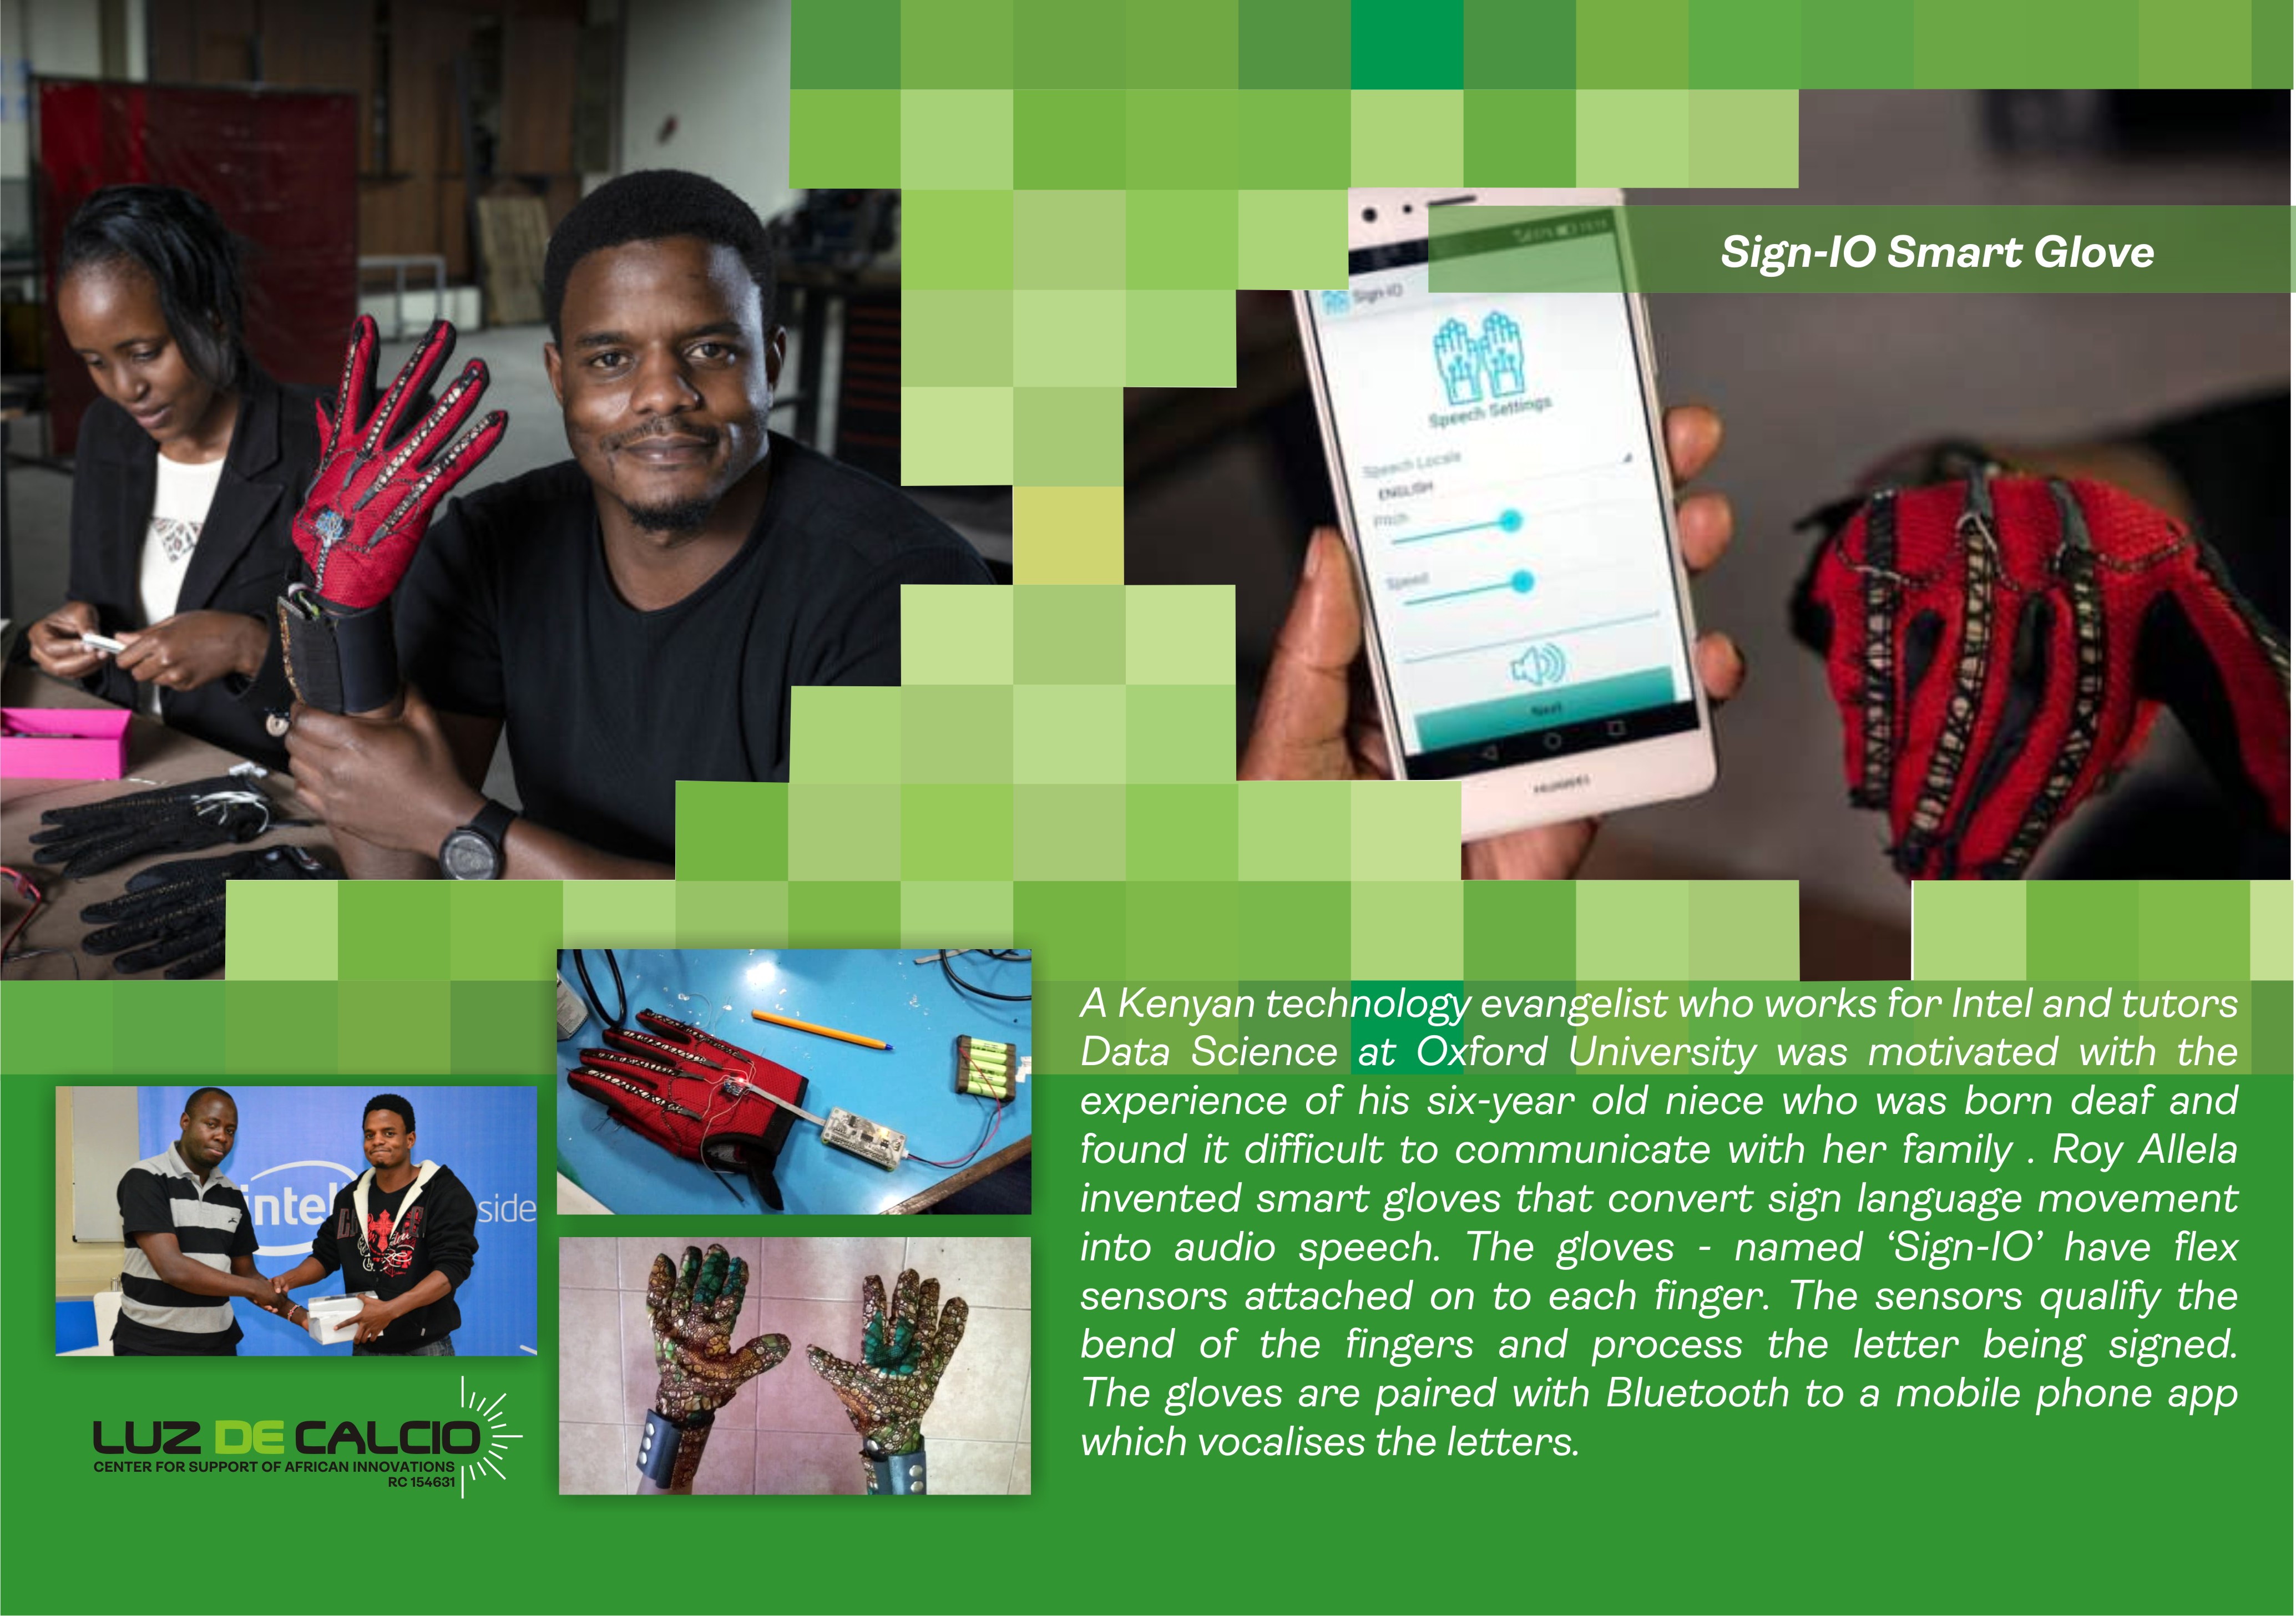 Sign-IO Smart Glove
Sign-IO
Speech Settings
Speech Locale
ENGLISH
Pitch
Speed
Next
HUAWEI
A Kenyan technology evangelist who works for Intel and tutors
Data Science at Oxford University was motivated with the
experience of his six-year old niece who was born deaf and
found it difficult to communicate with her family . Roy Allela
invented smart gloves that convert sign language movement
into audio speech. The gloves - named ‘Sign-IO’ have flex
sensors attached on to each finger. The sensors qualify the
bend of the fingers and process the letter being signed.
The gloves are paired with Bluetooth to a mobile phone app
which vocalises the letters.
intel side
LUZ DE CALCIO
CENTER FOR SUPPORT OF AFRICAN INNOVATIONS
RC 154631